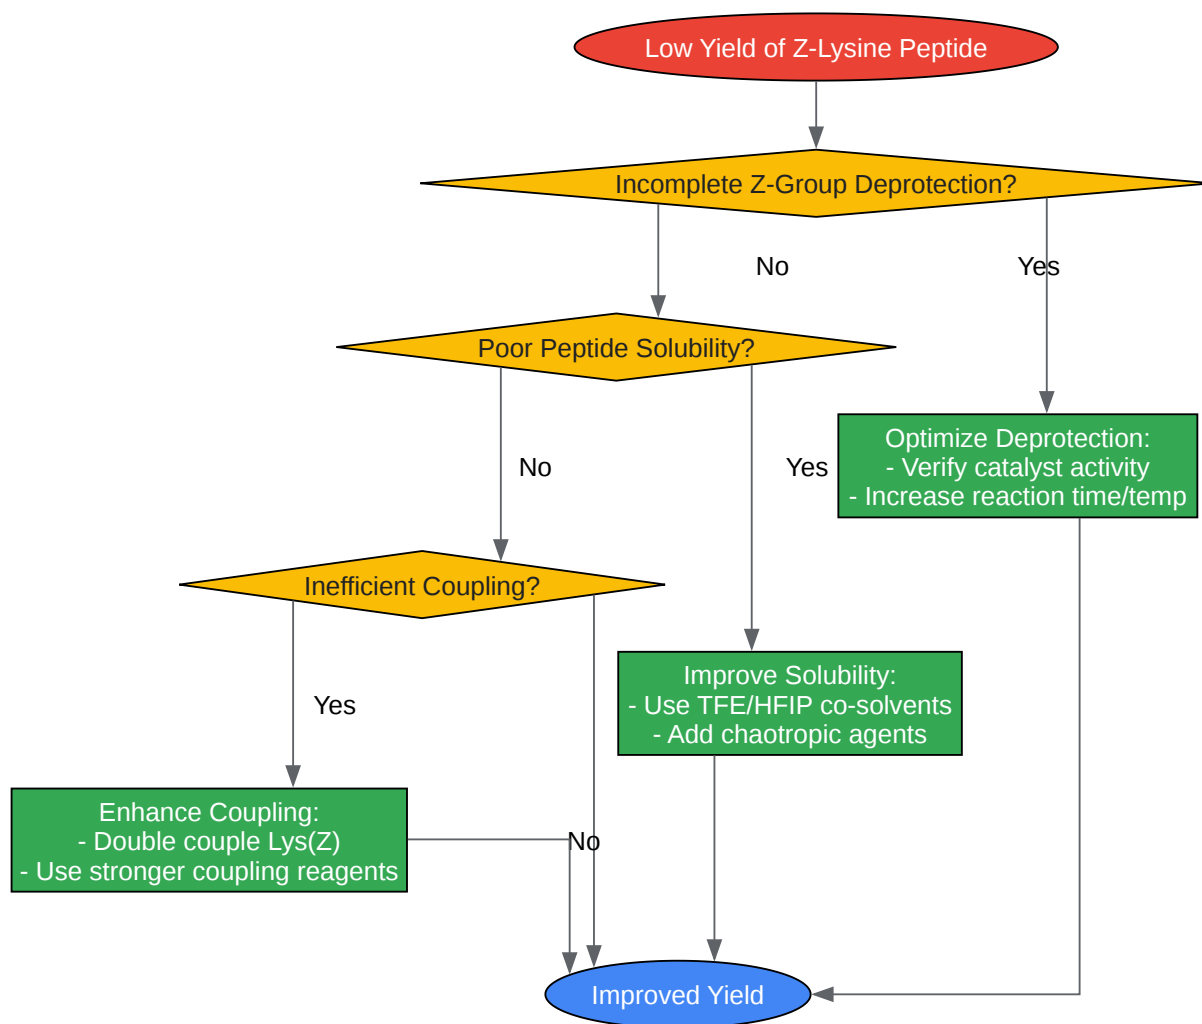 Low Yield of Z-Lysine Peptide
Incomplete Z-Group Deprotection?
No
Yes
Poor Peptide Solubility?
Optimize Deprotection:
- Verify catalyst activity
- Increase reaction time/temp
No
Yes
Inefficient Coupling?
Improve Solubility:
- Use TFE/HFIP co-solvents
- Add chaotropic agents
Yes
Enhance Coupling:
- Double couple Lys(Z)
- Use stronger coupling reagents
No
Improved Yield